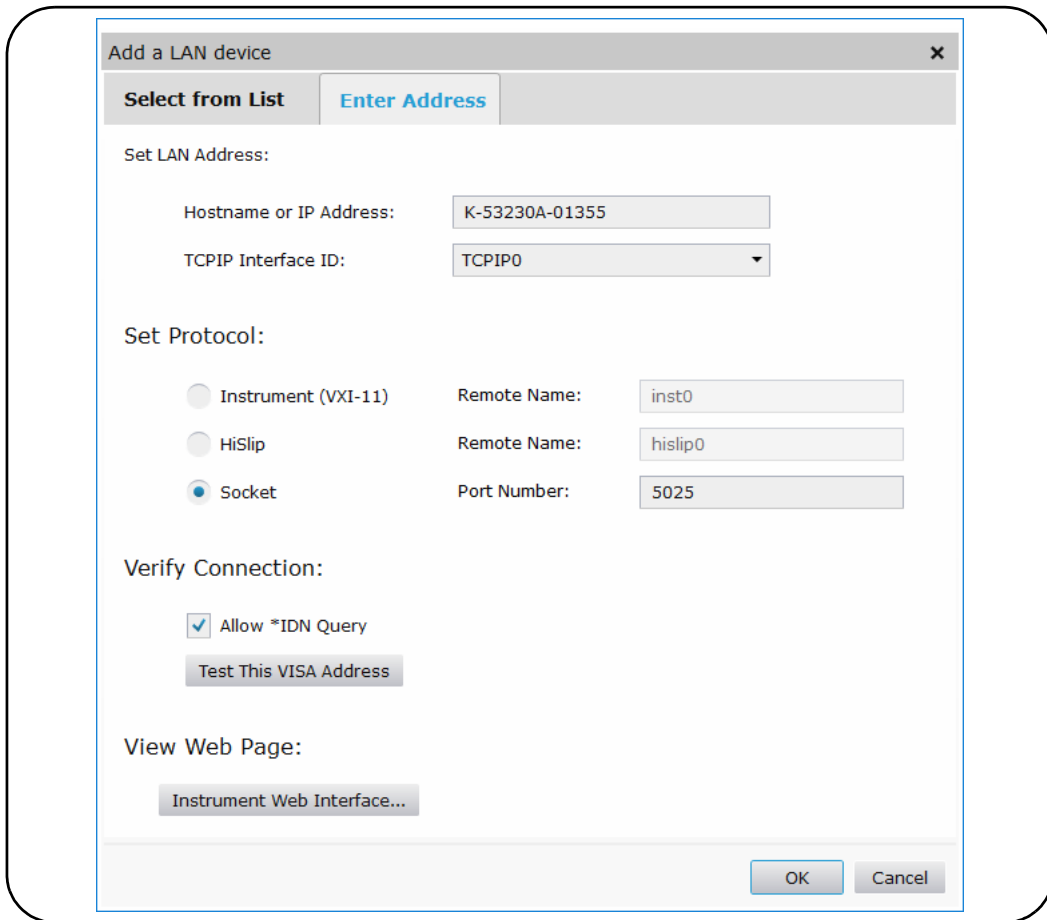 Add a LAN device
Select from List
Enter Address
Set LAN Address:
Hostname or IP Address: K-53230A-01355
TCPIP Interface ID: TCPIP0
Set Protocol:
Instrument (VXI-11) Remote Name: inst0
HiSlip Remote Name: hislip0
Socket Port Number: 5025
Verify Connection:
Allow *IDN Query
Test This VISA Address
View Web Page:
Instrument Web Interface...
OK Cancel